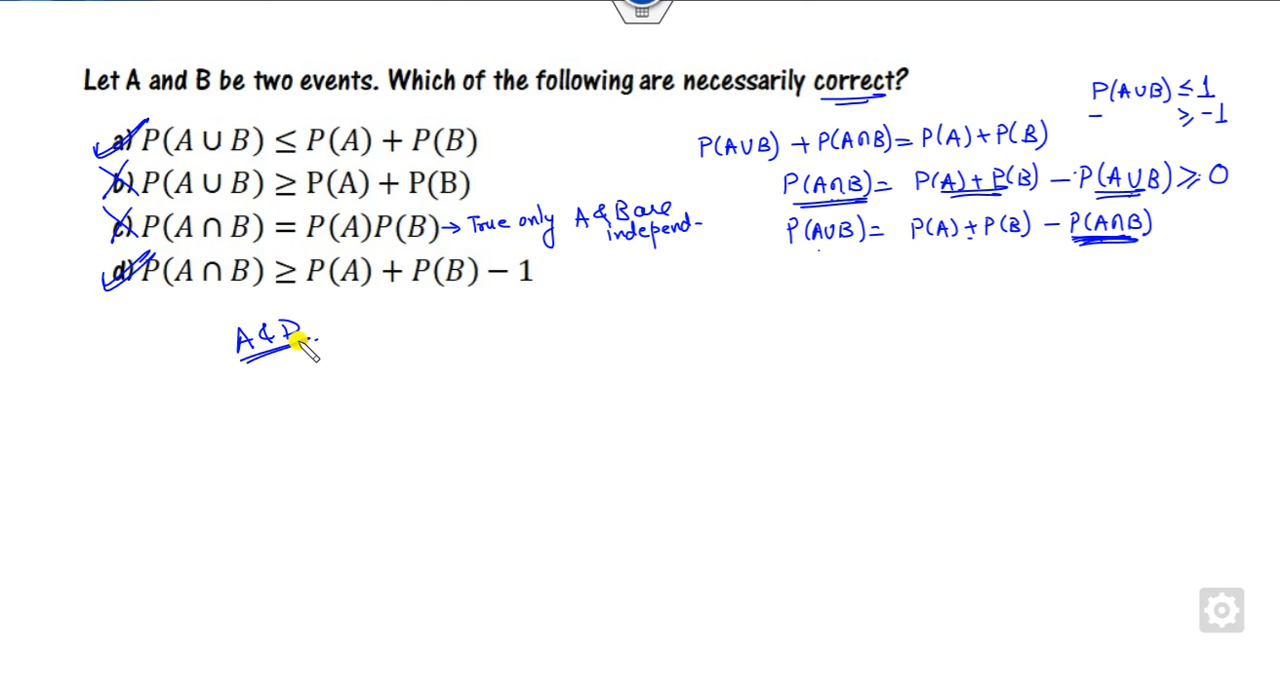 Let A and B be two events. Which of the following are necessarily correct?
P(A∪B) ≤ 1
- ≥ -1
a) P(A ∪ B) ≤ P(A) + P(B)
P(A∪B) + P(A∩B) = P(A) + P(B)
b) P(A ∪ B) ≥ P(A) + P(B)
P(A∩B) = P(A) + P(B) - P(A∪B) ≥ 0
c) P(A ∩ B) = P(A)P(B) → True only A & B are
independ-
P(A∪B) = P(A) + P(B) - P(A∩B)
d) P(A ∩ B) ≥ P(A) + P(B) − 1
A & D..